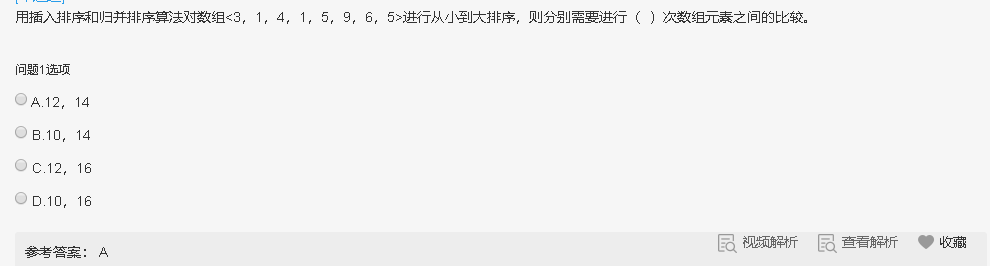 用插入排序和归并排序算法对数组<3，1，4，1，5，9，6，5>进行从小到大排序，则分别需要进行（ ）次数组元素之间的比较。
问题1选项
A.12，14
B.10，14
C.12，16
D.10，16
参考答案： A
视频解析 查看解析 收藏